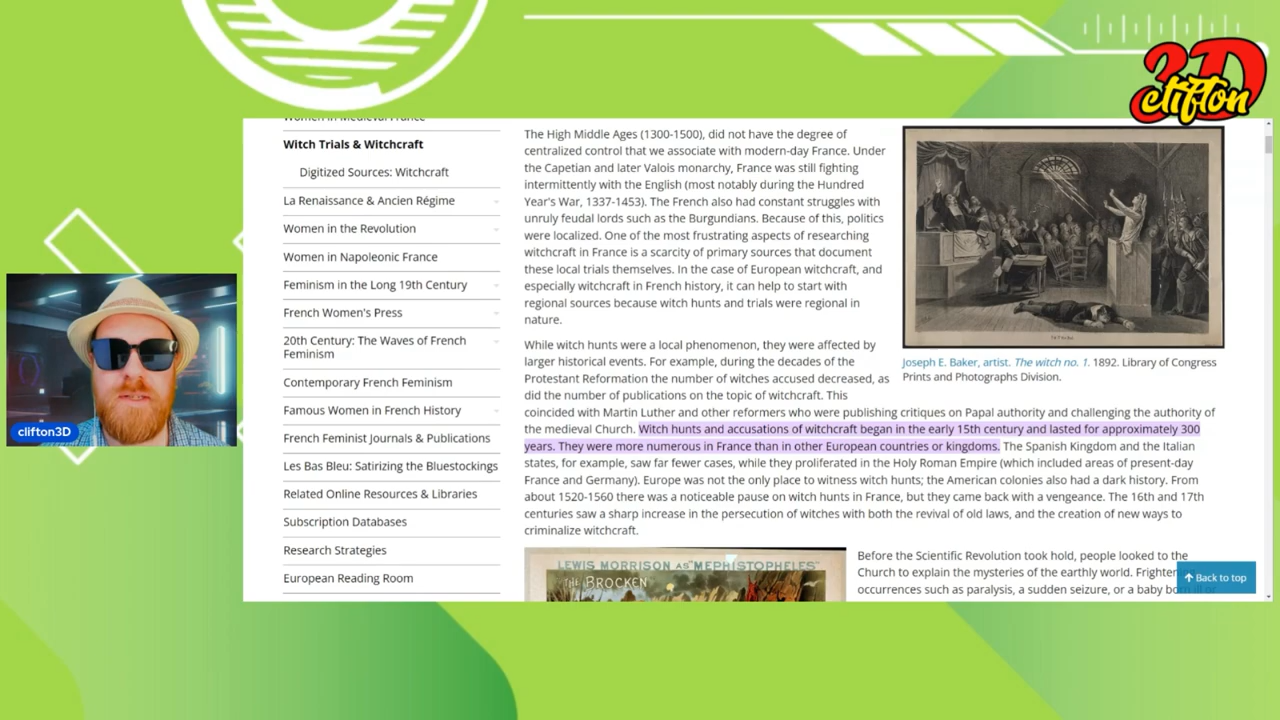 3D
clifton
Women in Medieval France
Witch Trials & Witchcraft
Digitized Sources: Witchcraft
La Renaissance & Ancien Régime
Women in the Revolution
Women in Napoleonic France
Feminism in the Long 19th Century
French Women's Press
20th Century: The Waves of French
Feminism
Contemporary French Feminism
Famous Women in French History
French Feminist Journals & Publications
Les Bas Bleu: Satirizing the Bluestockings
Related Online Resources & Libraries
Subscription Databases
Research Strategies
European Reading Room
The High Middle Ages (1300-1500), did not have the degree of
centralized control that we associate with modern-day France. Under
the Capetian and later Valois monarchy, France was still fighting
intermittently with the English (most notably during the Hundred
Year's War, 1337-1453). The French also had constant struggles with
unruly feudal lords such as the Burgundians. Because of this, politics
were localized. One of the most frustrating aspects of researching
witchcraft in France is a scarcity of primary sources that document
these local trials themselves. In the case of European witchcraft, and
especially witchcraft in French history, it can help to start with
regional sources because witch hunts and trials were regional in
nature.
Joseph E. Baker, artist. The witch no. 1. 1892. Library of Congress
Prints and Photographs Division.
While witch hunts were a local phenomenon, they were affected by
larger historical events. For example, during the decades of the
Protestant Reformation the number of witches accused decreased, as
did the number of publications on the topic of witchcraft. This
coincided with Martin Luther and other reformers who were publishing critiques on Papal authority and challenging the authority of
the medieval Church. Witch hunts and accusations of witchcraft began in the early 15th century and lasted for approximately 300
years. They were more numerous in France than in other European countries or kingdoms. The Spanish Kingdom and the Italian
states, for example, saw far fewer cases, while they proliferated in the Holy Roman Empire (which included areas of present-day
France and Germany). Europe was not the only place to witness witch hunts; the American colonies also had a dark history. From
about 1520-1560 there was a noticeable pause on witch hunts in France, but they came back with a vengeance. The 16th and 17th
centuries saw a sharp increase in the persecution of witches with both the revival of old laws, and the creation of new ways to
criminalize witchcraft.
LEWIS MORRISON AS "MEPHISTOPHELES"
THE BROCKEN
Before the Scientific Revolution took hold, people looked to the
Church to explain the mysteries of the earthly world.
occurrences such as paralysis, a sudden seizure, or a baby
Back to top
clifton3D